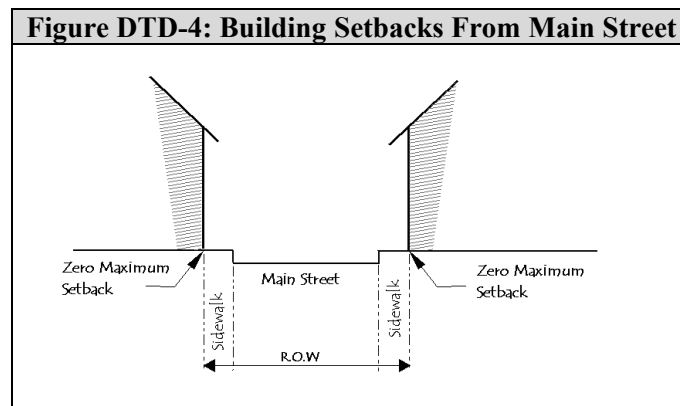 Figure DTD-4: Building Setbacks From Main Street
Zero Maximum
Setback
Main Street
Zero Maximum
Setback
Sidewalk
Sidewalk
R.O.W